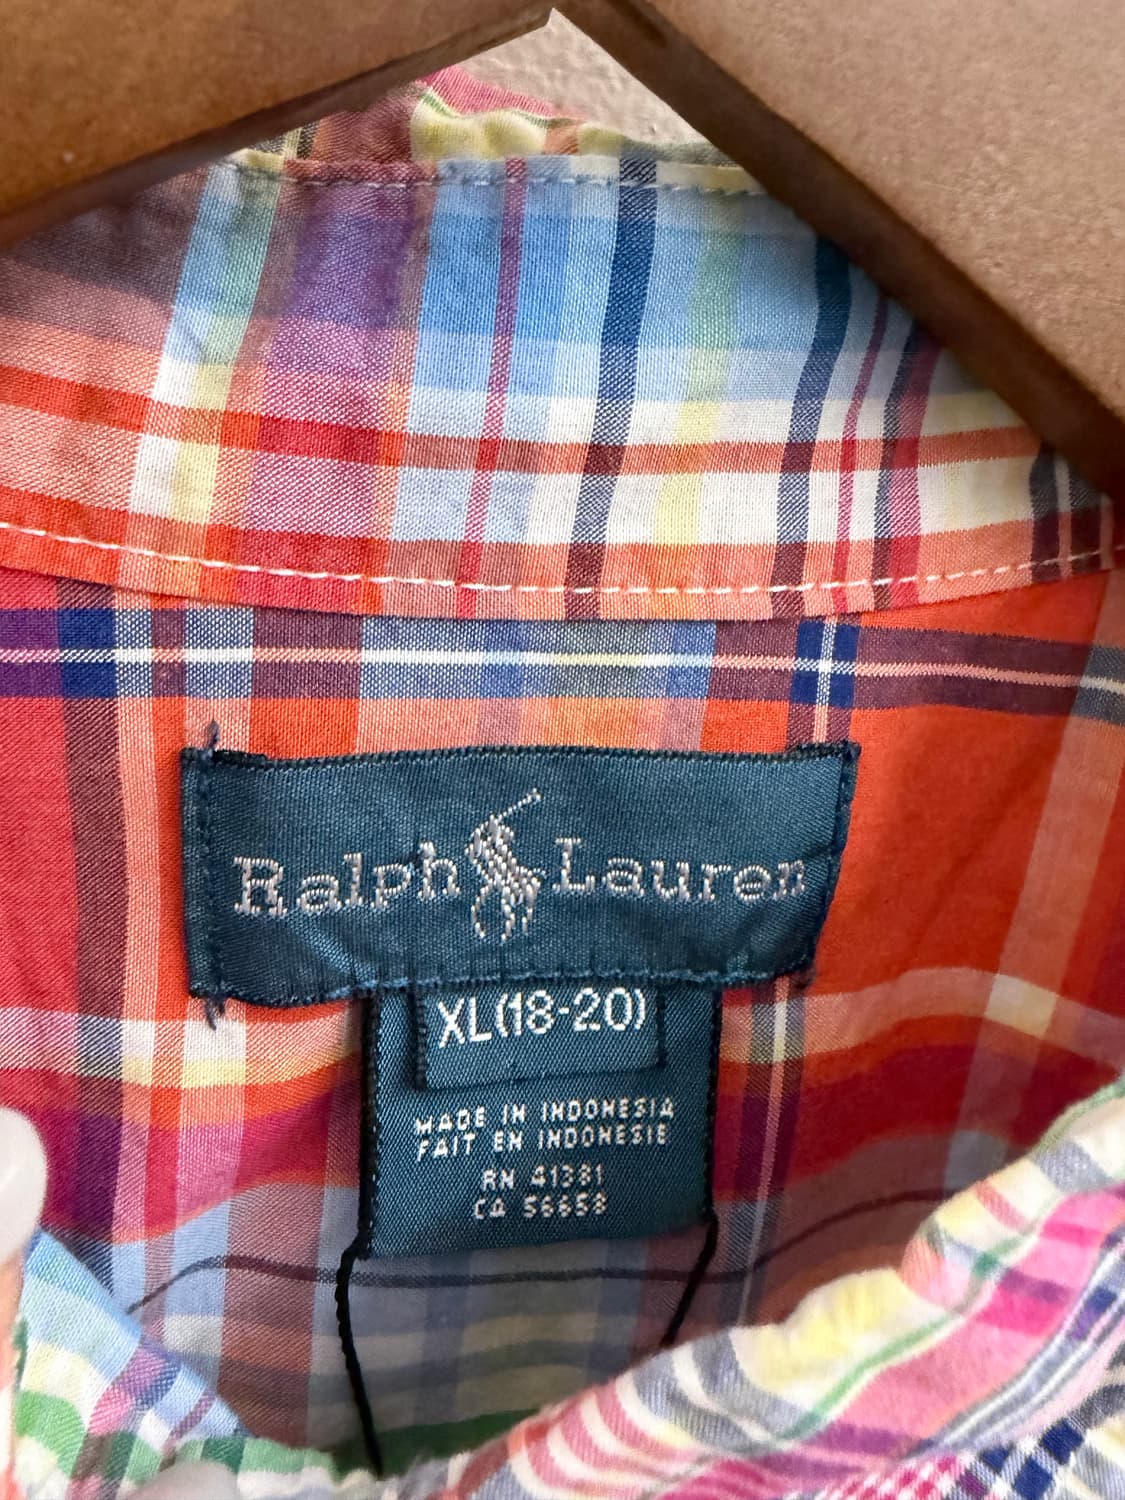 Ralph Lauren
XL(18-20)
MADE IN INDONESIA
FAIT EN INDONESIE
RN 41381
CA 56658